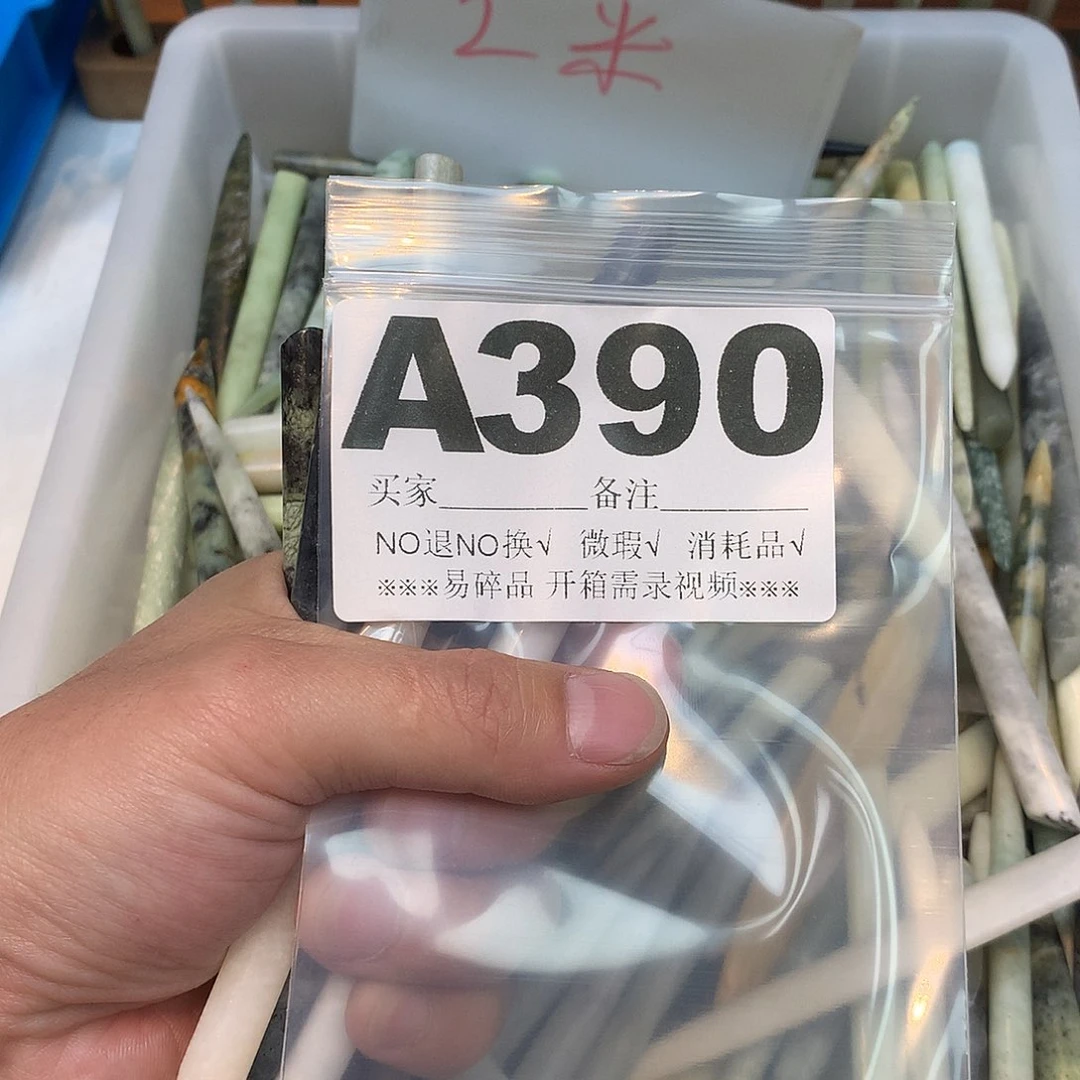 2米
A390
买家________备注________
NO退NO换√ 微瑕√ 消耗品√
※※※易碎品 开箱需录视频※※※